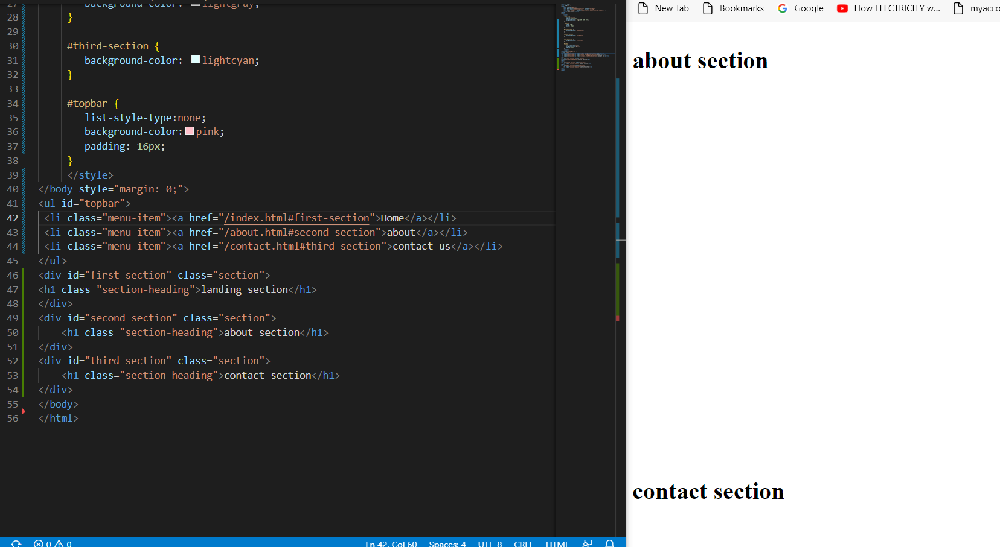 27 background-color: lightgray;
28 }
29
30 #third-section {
31 background-color: lightcyan;
32 }
33
34 #topbar {
35 list-style-type:none;
36 background-color:pink;
37 padding: 16px;
38 }
39 </style>
40 </body style="margin: 0;">
41 <ul id="topbar">
42 <li class="menu-item"><a href="/index.html#first-section">Home</a></li>
43 <li class="menu-item"><a href="/about.html#second-section">about</a></li>
44 <li class="menu-item"><a href="/contact.html#third-section">contact us</a></li>
45 </ul>
46 <div id="first section" class="section">
47 <h1 class="section-heading">landing section</h1>
48 </div>
49 <div id="second section" class="section">
50 <h1 class="section-heading">about section</h1>
51 </div>
52 <div id="third section" class="section">
53 <h1 class="section-heading">contact section</h1>
54 </div>
55 </body>
56 </html>
0 0 Ln 42, Col 60 Spaces: 4 UTF-8 CRLF HTML
New Tab Bookmarks Google How ELECTRICITY w... myacco
about section
contact section